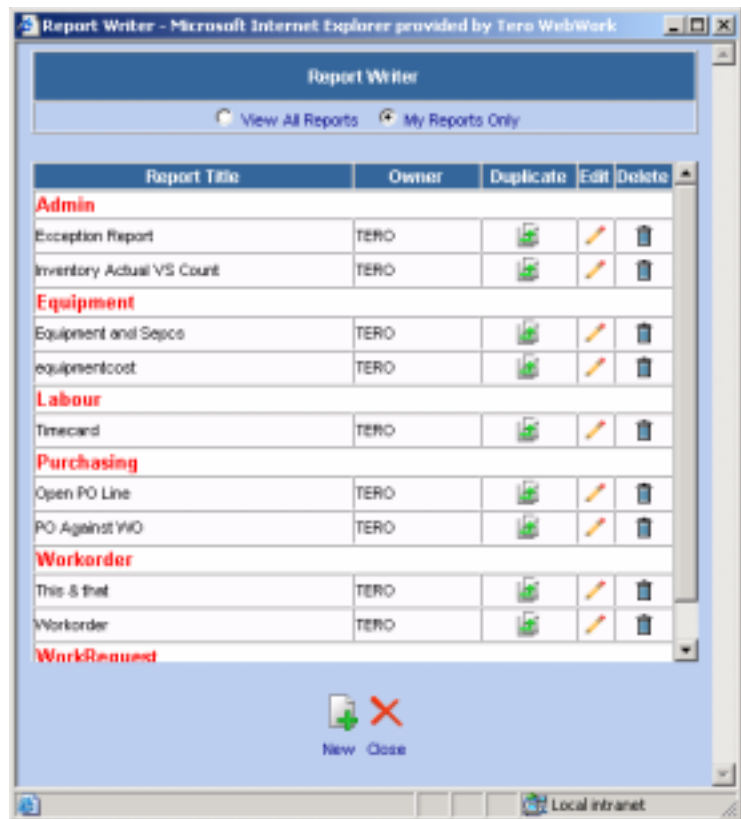 Report Writer - Microsoft Internet Explorer provided by Tero WebWork
Report Writer
View All Reports My Reports Only
Report Title Owner Duplicate Edit Delete
Admin
Exception Report TERO
Inventory Actual VS Count TERO
Equipment
Equipment and Sepcs TERO
equipmentcost TERO
Labour
Timecard TERO
Purchasing
Open PO Line TERO
PO Against WO TERO
Workorder
This & that TERO
Workorder TERO
WorkRequest
New Close
Local intranet